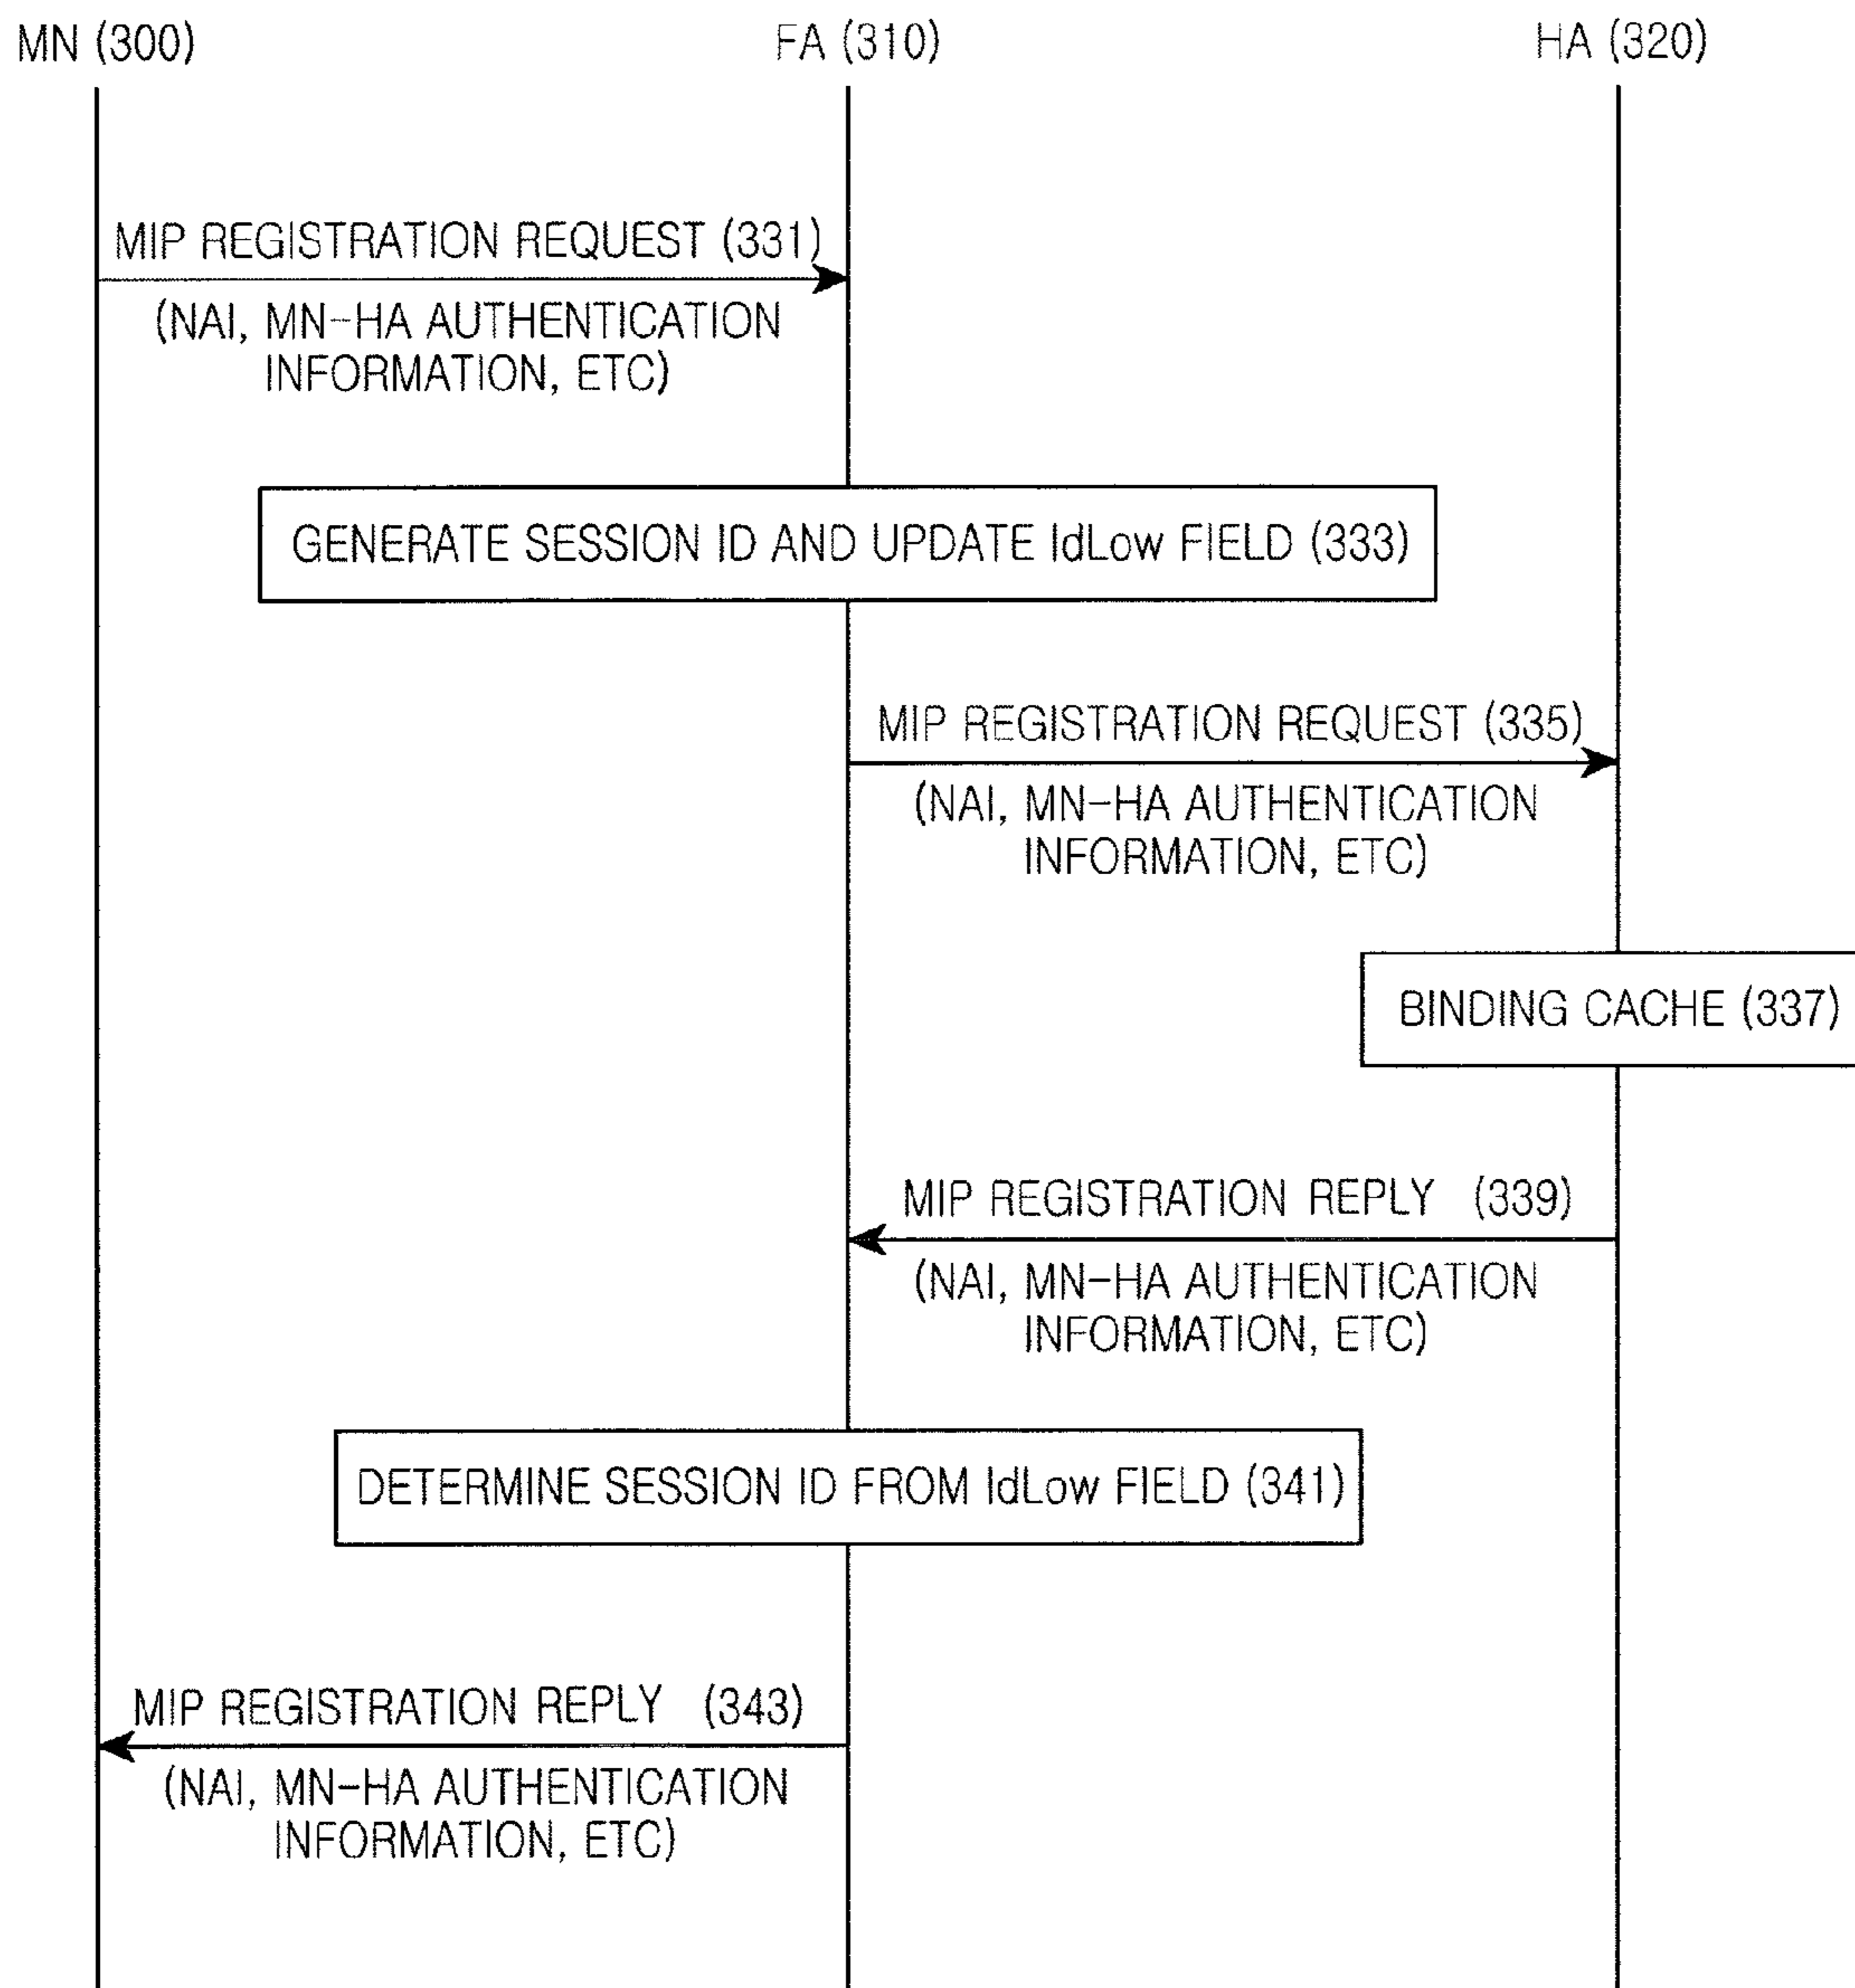 MN (300)
FA (310)
HA (320)
MIP REGISTRATION REQUEST (331)
(NAI, MN-HA AUTHENTICATION
INFORMATION, ETC)
GENERATE SESSION ID AND UPDATE IdLow FIELD (333)
MIP REGISTRATION REQUEST (335)
(NAI, MN-HA AUTHENTICATION
INFORMATION, ETC)
BINDING CACHE (337)
MIP REGISTRATION REPLY (339)
(NAI, MN-HA AUTHENTICATION
INFORMATION, ETC)
DETERMINE SESSION ID FROM IdLow FIELD (341)
MIP REGISTRATION REPLY (343)
(NAI, MN-HA AUTHENTICATION
INFORMATION, ETC)